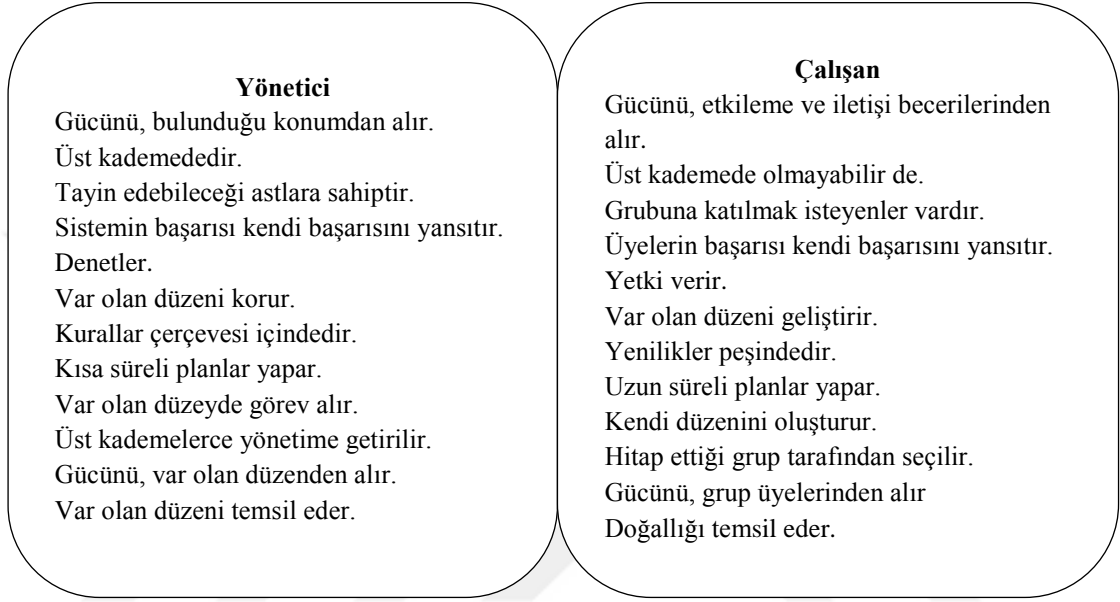 Yönetici
Gücünü, bulunduğu konumdan alır.
Üst kademededir.
Tayin edebileceği astlara sahiptir.
Sistemin başarısı kendi başarısını yansıtır.
Denetler.
Var olan düzeni korur.
Kurallar çerçevesi içindedir.
Kısa süreli planlar yapar.
Var olan düzeyde görev alır.
Üst kademelerce yönetime getirilir.
Gücünü, var olan düzenden alır.
Var olan düzeni temsil eder.
Çalışan
Gücünü, etkileme ve iletişi becerilerinden
alır.
Üst kademede olmayabilir de.
Grubuna katılmak isteyenler vardır.
Üyelerin başarısı kendi başarısını yansıtır.
Yetki verir.
Var olan düzeni geliştirir.
Yenilikler peşindedir.
Uzun süreli planlar yapar.
Kendi düzenini oluşturur.
Hitap ettiği grup tarafından seçilir.
Gücünü, grup üyelerinden alır
Doğallığı temsil eder.